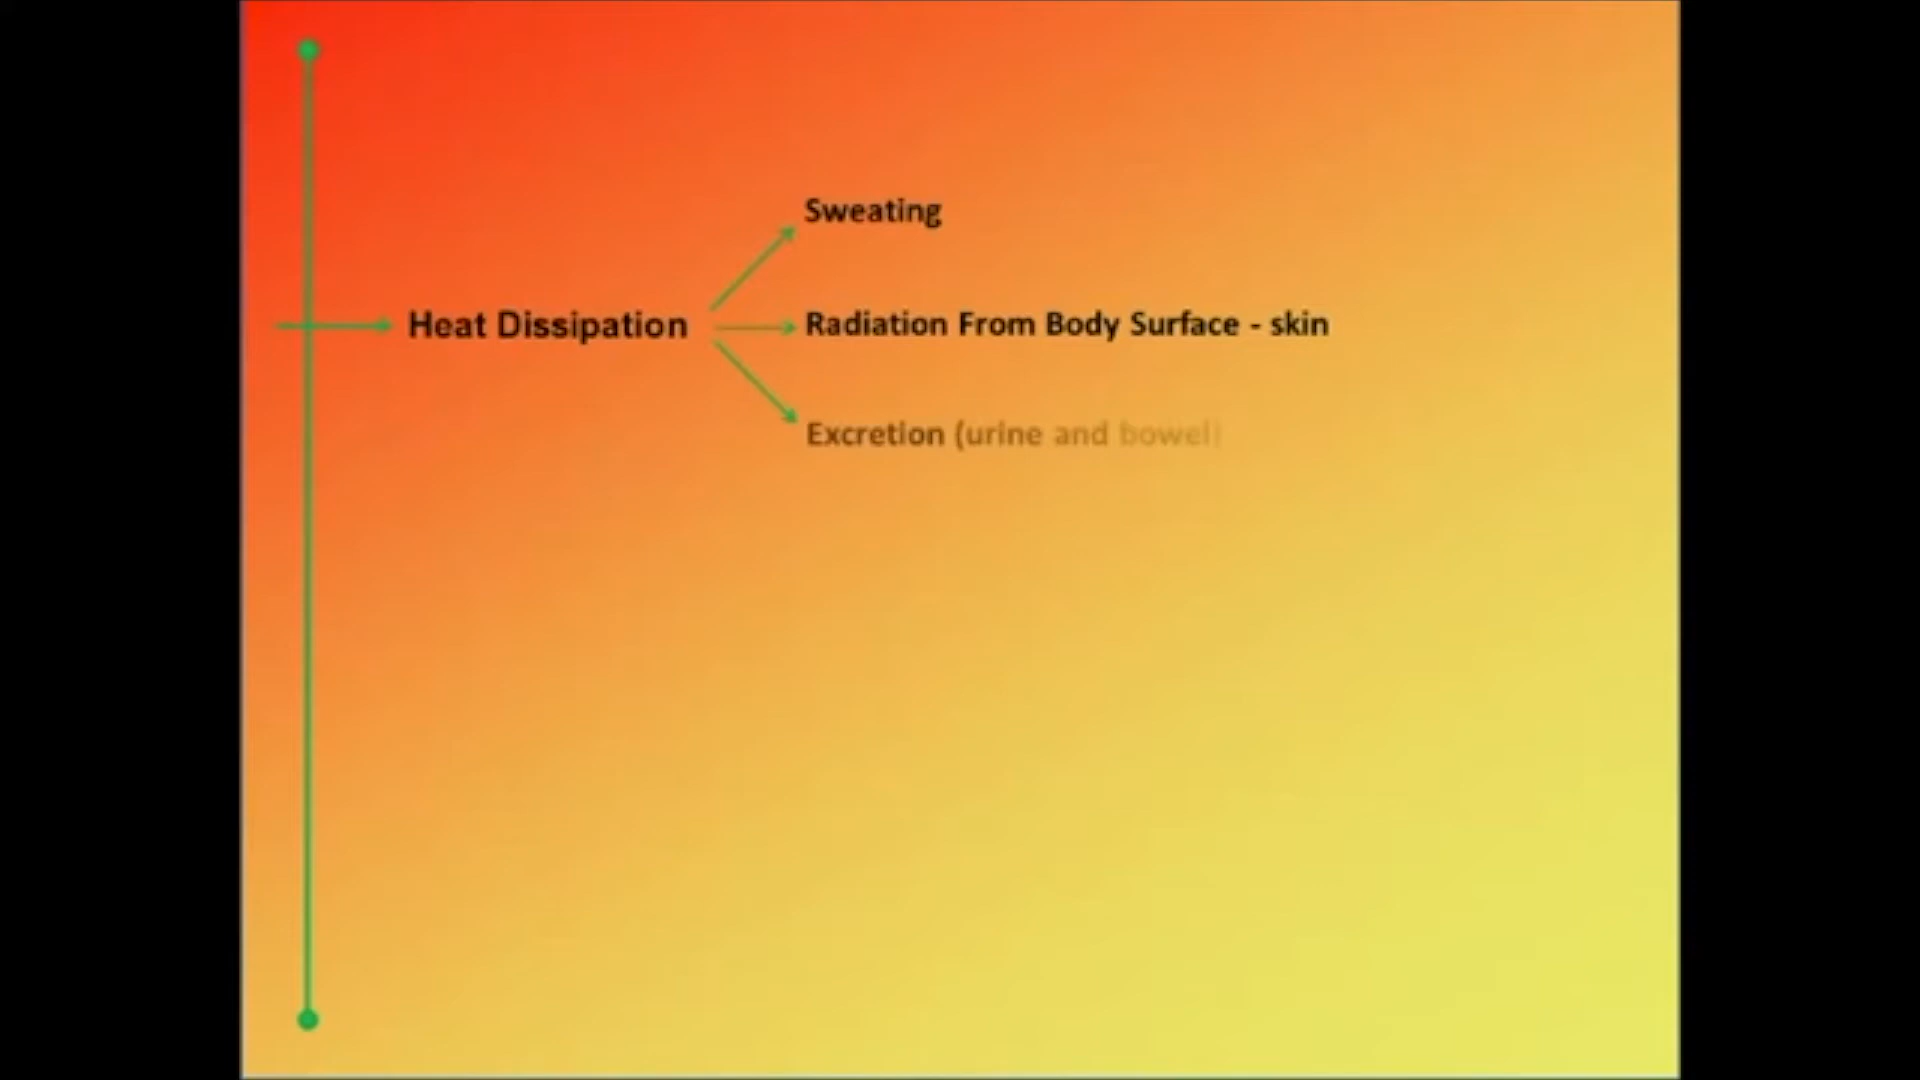 Sweating
Heat Dissipation
Radiation From Body Surface - skin
Excretion (urine and bowel)